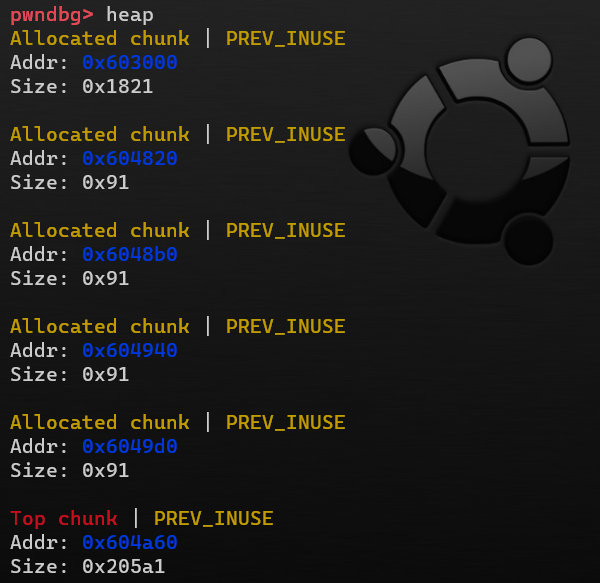 pwndbg> heap
Allocated chunk | PREV_INUSE
Addr: 0x603000
Size: 0x1821
Allocated chunk | PREV_INUSE
Addr: 0x604820
Size: 0x91
Allocated chunk | PREV_INUSE
Addr: 0x6048b0
Size: 0x91
Allocated chunk | PREV_INUSE
Addr: 0x604940
Size: 0x91
Allocated chunk | PREV_INUSE
Addr: 0x6049d0
Size: 0x91
Top chunk | PREV_INUSE
Addr: 0x604a60
Size: 0x205a1